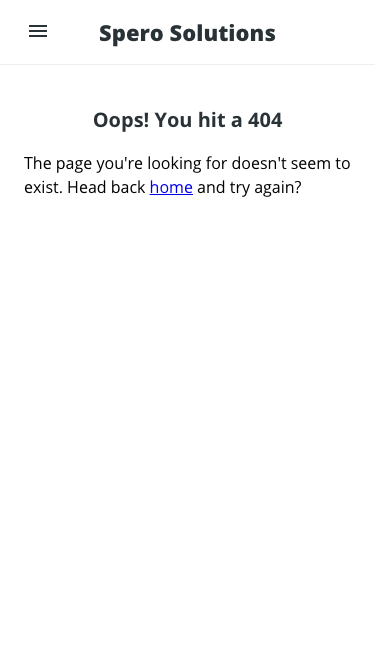 Spero Solutions
Oops! You hit a 404
The page you're looking for doesn't seem to
exist. Head back home and try again?